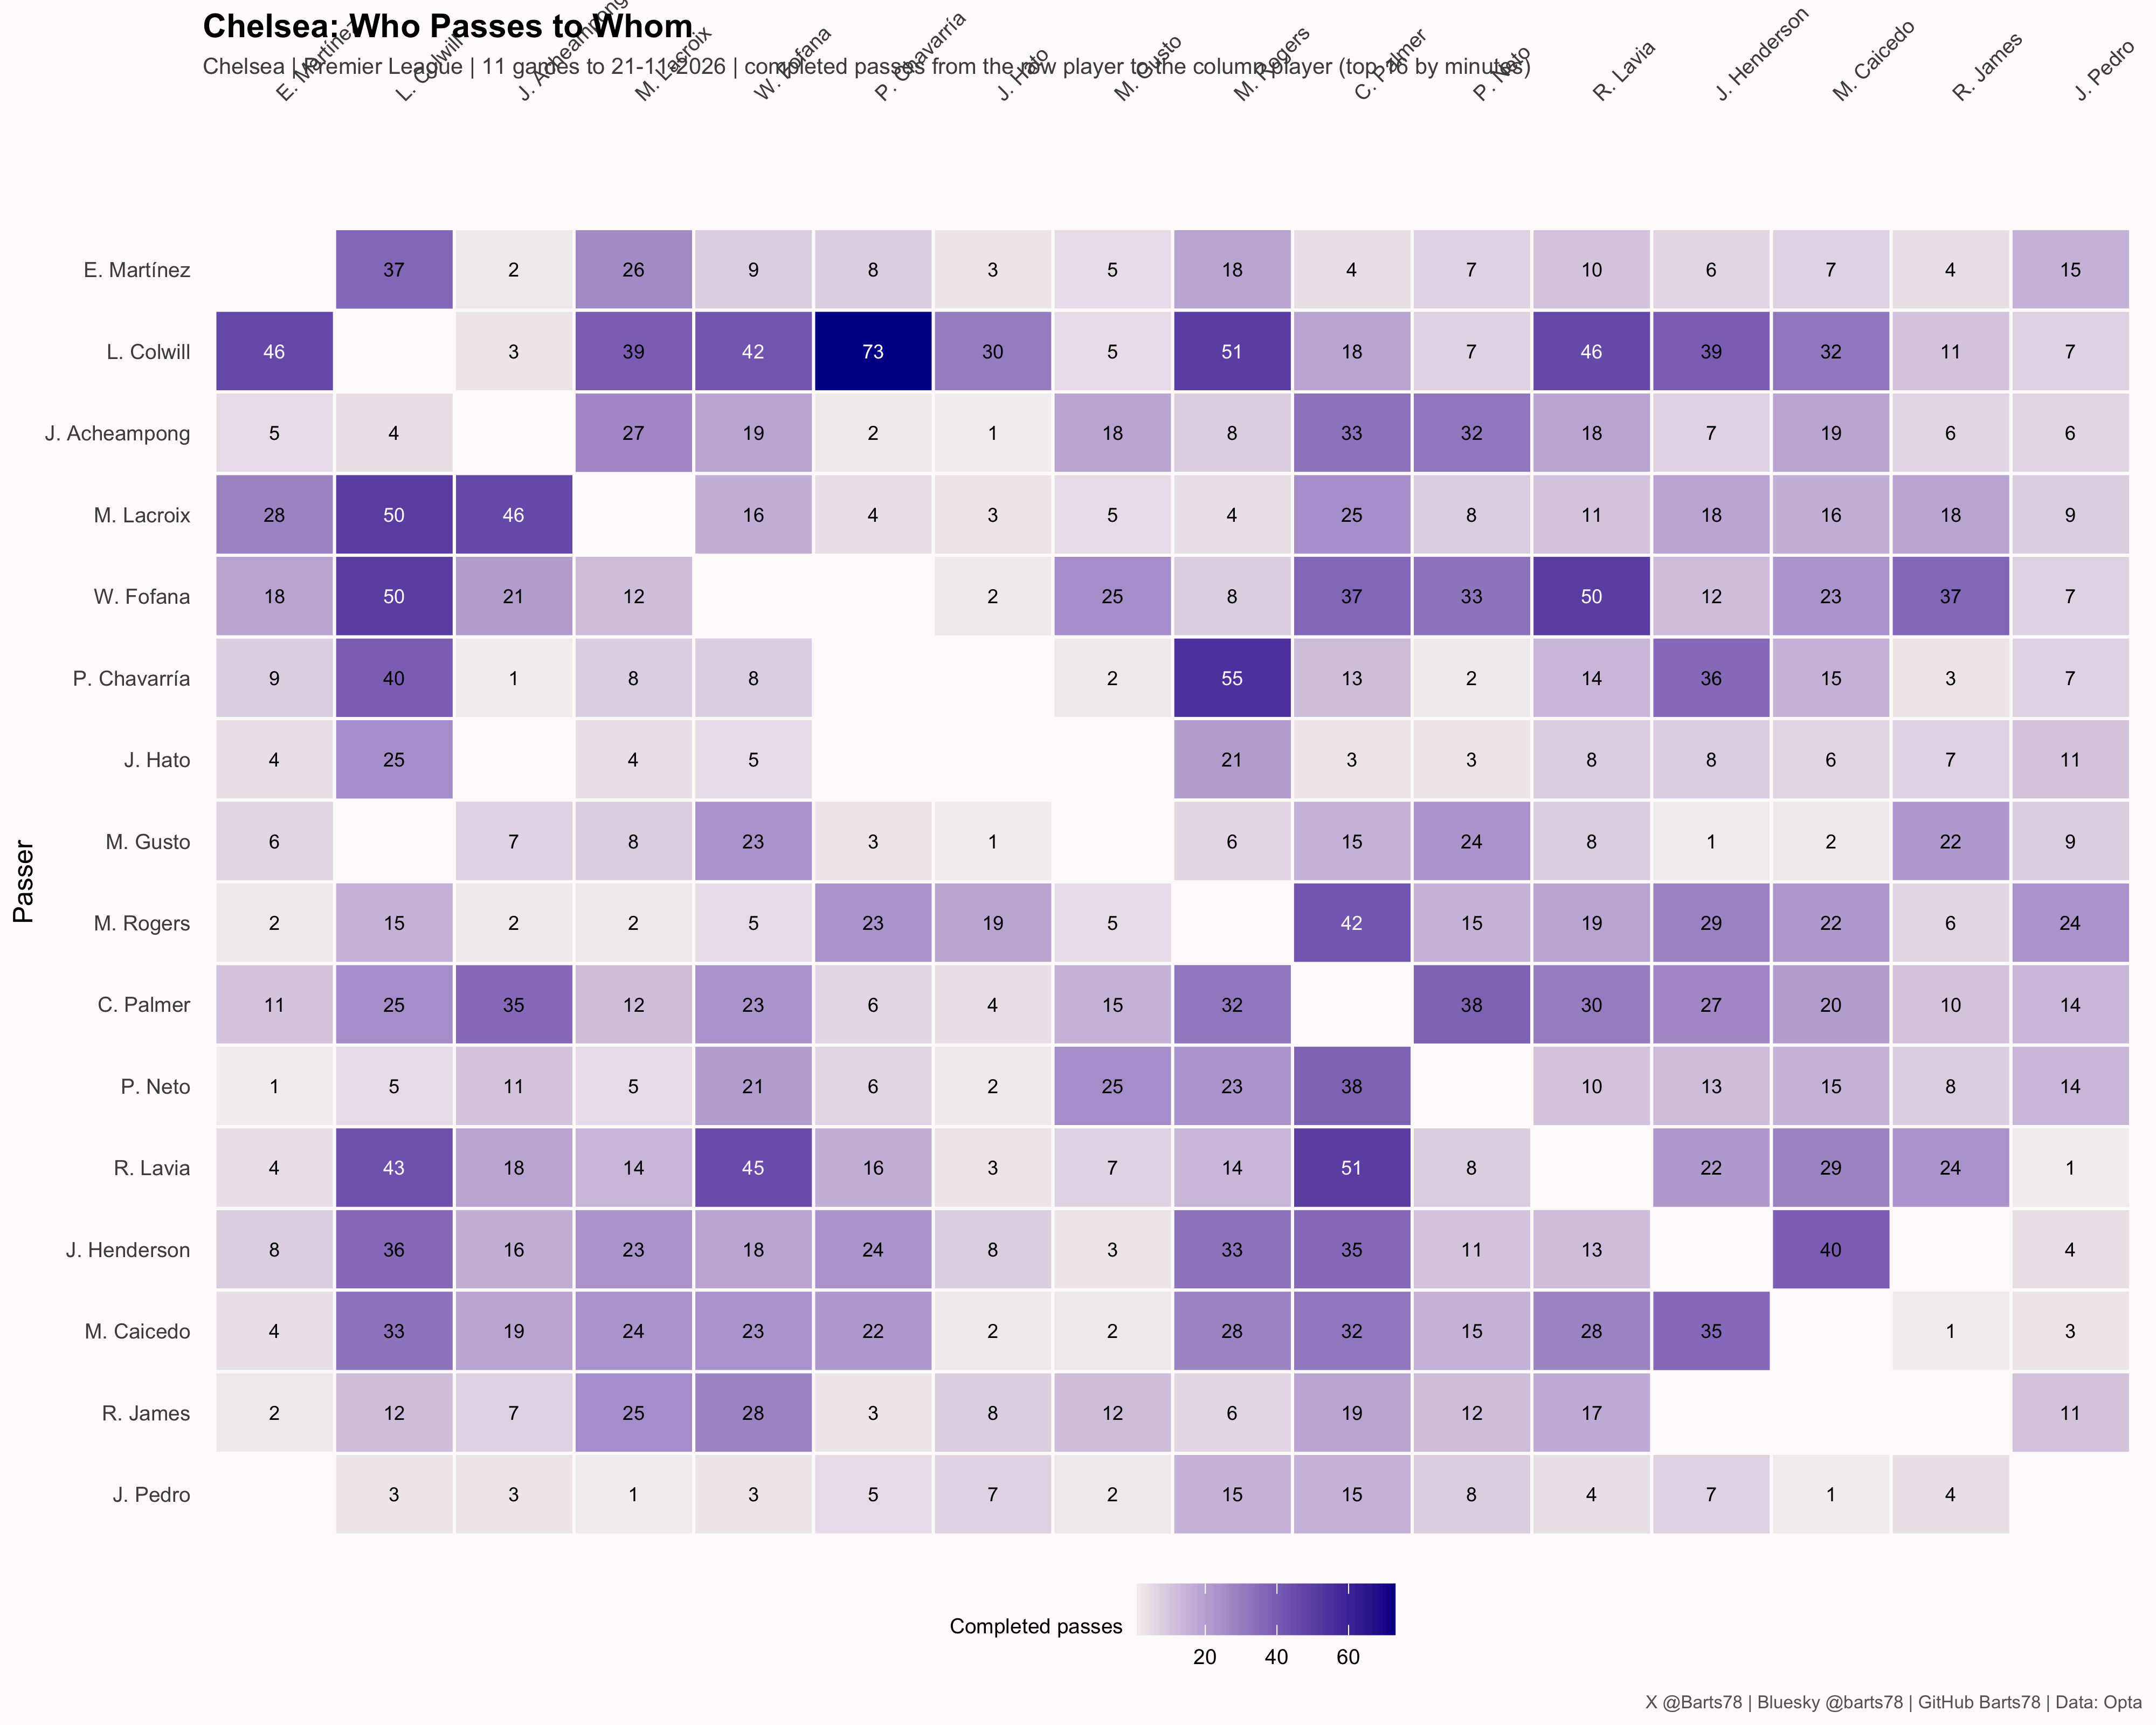 Chelsea: Who Passes to Whom
Chelsea | Premier League | 11 games to 21-11-2026 | completed passes from the row player to the column player (top 16 by minutes)
E. Martínez L. Colwill J. Acheampong M. Lacroix W. Fofana P. Chavarría J. Hato M. Gusto M. Rogers C. Palmer P. Neto R. Lavia J. Henderson M. Caicedo R. James J. Pedro
E. Martínez 37 2 26 9 8 3 5 18 4 7 10 6 7 4 15
L. Colwill 46 3 39 42 73 30 5 51 18 7 46 39 32 11 7
J. Acheampong 5 4 27 19 2 1 18 8 33 32 18 7 19 6 6
M. Lacroix 28 50 46 16 4 3 5 4 25 8 11 18 16 18 9
W. Fofana 18 50 21 12 2 25 8 37 33 50 12 23 37 7
P. Chavarría 9 40 1 8 8 2 55 13 2 14 36 15 3 7
J. Hato 4 25 4 5 21 3 3 8 8 6 7 11
M. Gusto 6 7 8 23 3 1 6 15 24 8 1 2 22 9
M. Rogers 2 15 2 2 5 23 19 5 42 15 19 29 22 6 24
C. Palmer 11 25 35 12 23 6 4 15 32 38 30 27 20 10 14
P. Neto 1 5 11 5 21 6 2 25 23 38 10 13 15 8 14
R. Lavia 4 43 18 14 45 16 3 7 14 51 8 22 29 24 1
J. Henderson 8 36 16 23 18 24 8 3 33 35 11 13 40 4
M. Caicedo 4 33 19 24 23 22 2 2 28 32 15 28 35 1 3
R. James 2 12 7 25 28 3 8 12 6 19 12 17 11
J. Pedro 3 3 1 3 5 7 2 15 15 8 4 7 1 4
Passer
Completed passes
20 40 60
X @Barts78 | Bluesky @barts78 | GitHub Barts78 | Data: Opta